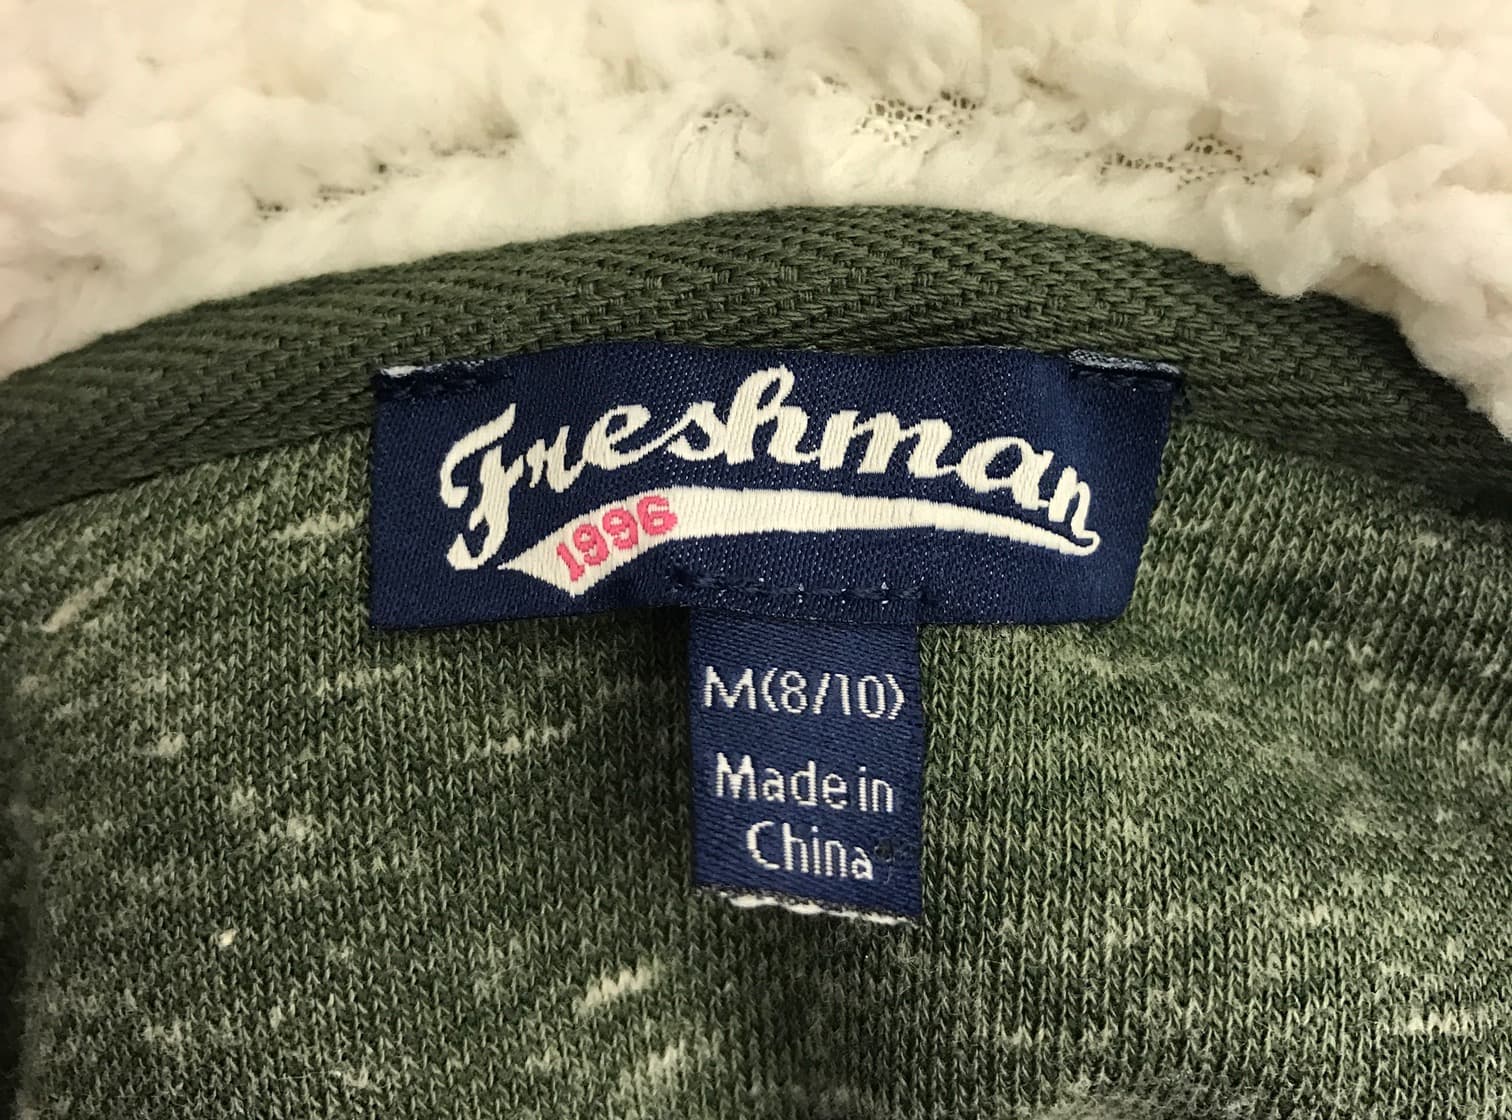 Freshman
1996
M(8/10)
Made in
China